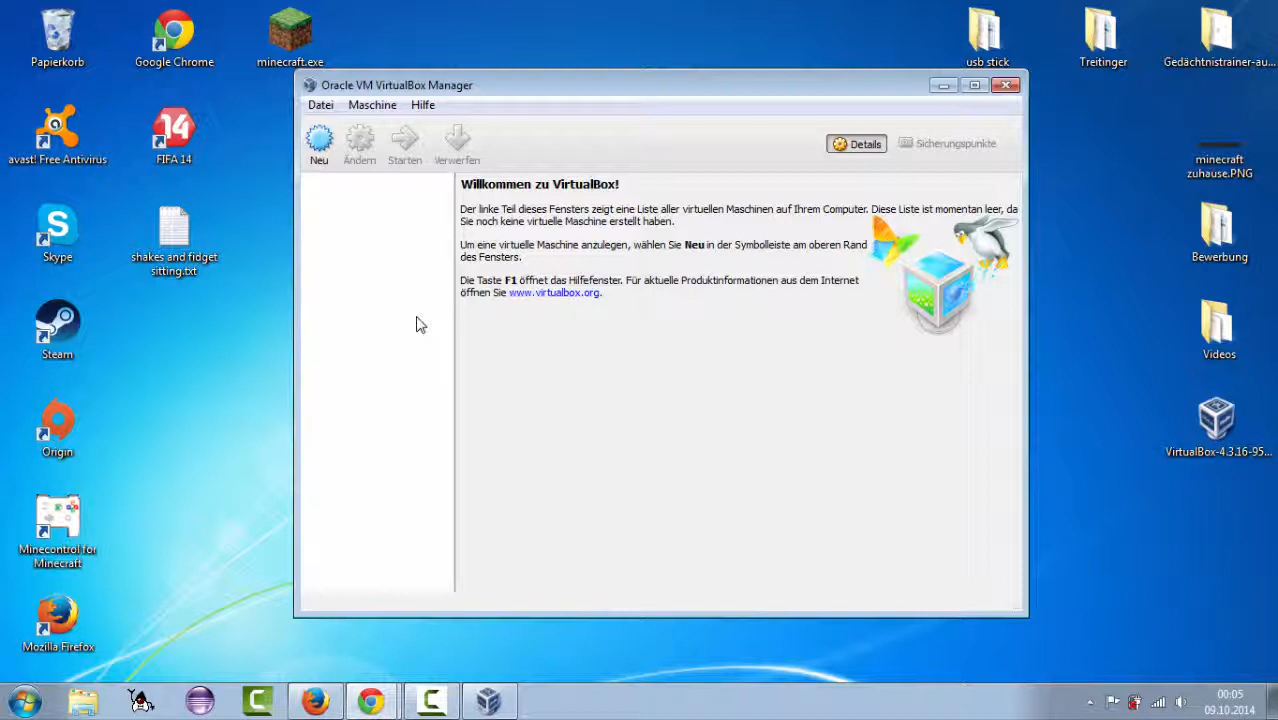 Papierkorb
Google Chrome
minecraft.exe
usb stick
Treitinger
Gedächtnistrainer-au...
avast! Free Antivirus
14
FIFA 14
minecraft
zuhause.PNG
Skype
shakes and fidget
sitting.txt
Bewerbung
Steam
Videos
Origin
VirtualBox-4.3.16-95...
Minecontrol for
Minecraft
Mozilla Firefox
Oracle VM VirtualBox Manager
Datei Maschine Hilfe
Neu Ändern Starten Verwerfen
Details Sicherungspunkte
Willkommen zu VirtualBox!
Der linke Teil dieses Fensters zeigt eine Liste aller virtuellen Maschinen auf Ihrem Computer. Diese Liste ist momentan leer, da
Sie noch keine virtuelle Maschine erstellt haben.
Um eine virtuelle Maschine anzulegen, wählen Sie Neu in der Symbolleiste am oberen Rand
des Fensters.
Die Taste F1 öffnet das Hilfefenster. Für aktuelle Produktinformationen aus dem Internet
öffnen Sie www.virtualbox.org.
00:05
09.10.2014